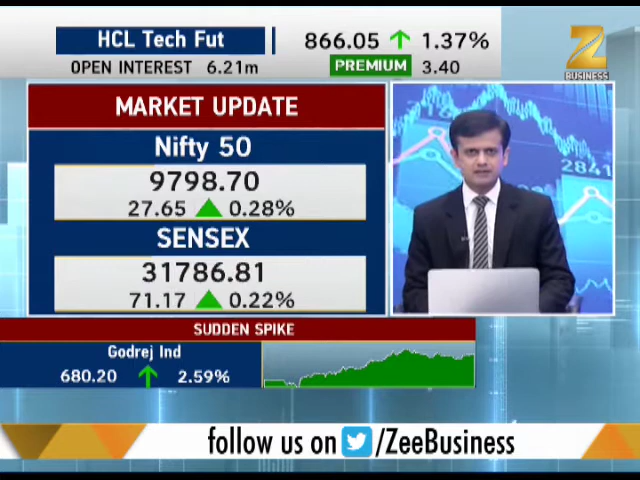 HCL Tech Fut 866.05 1.37%
OPEN INTEREST 6.21m PREMIUM 3.40
Z
BUSINESS
MARKET UPDATE
Nifty 50
9798.70
27.65 0.28%
SENSEX
31786.81
71.17 0.22%
2841
SUDDEN SPIKE
Godrej Ind
680.20 2.59%
follow us on /ZeeBusiness